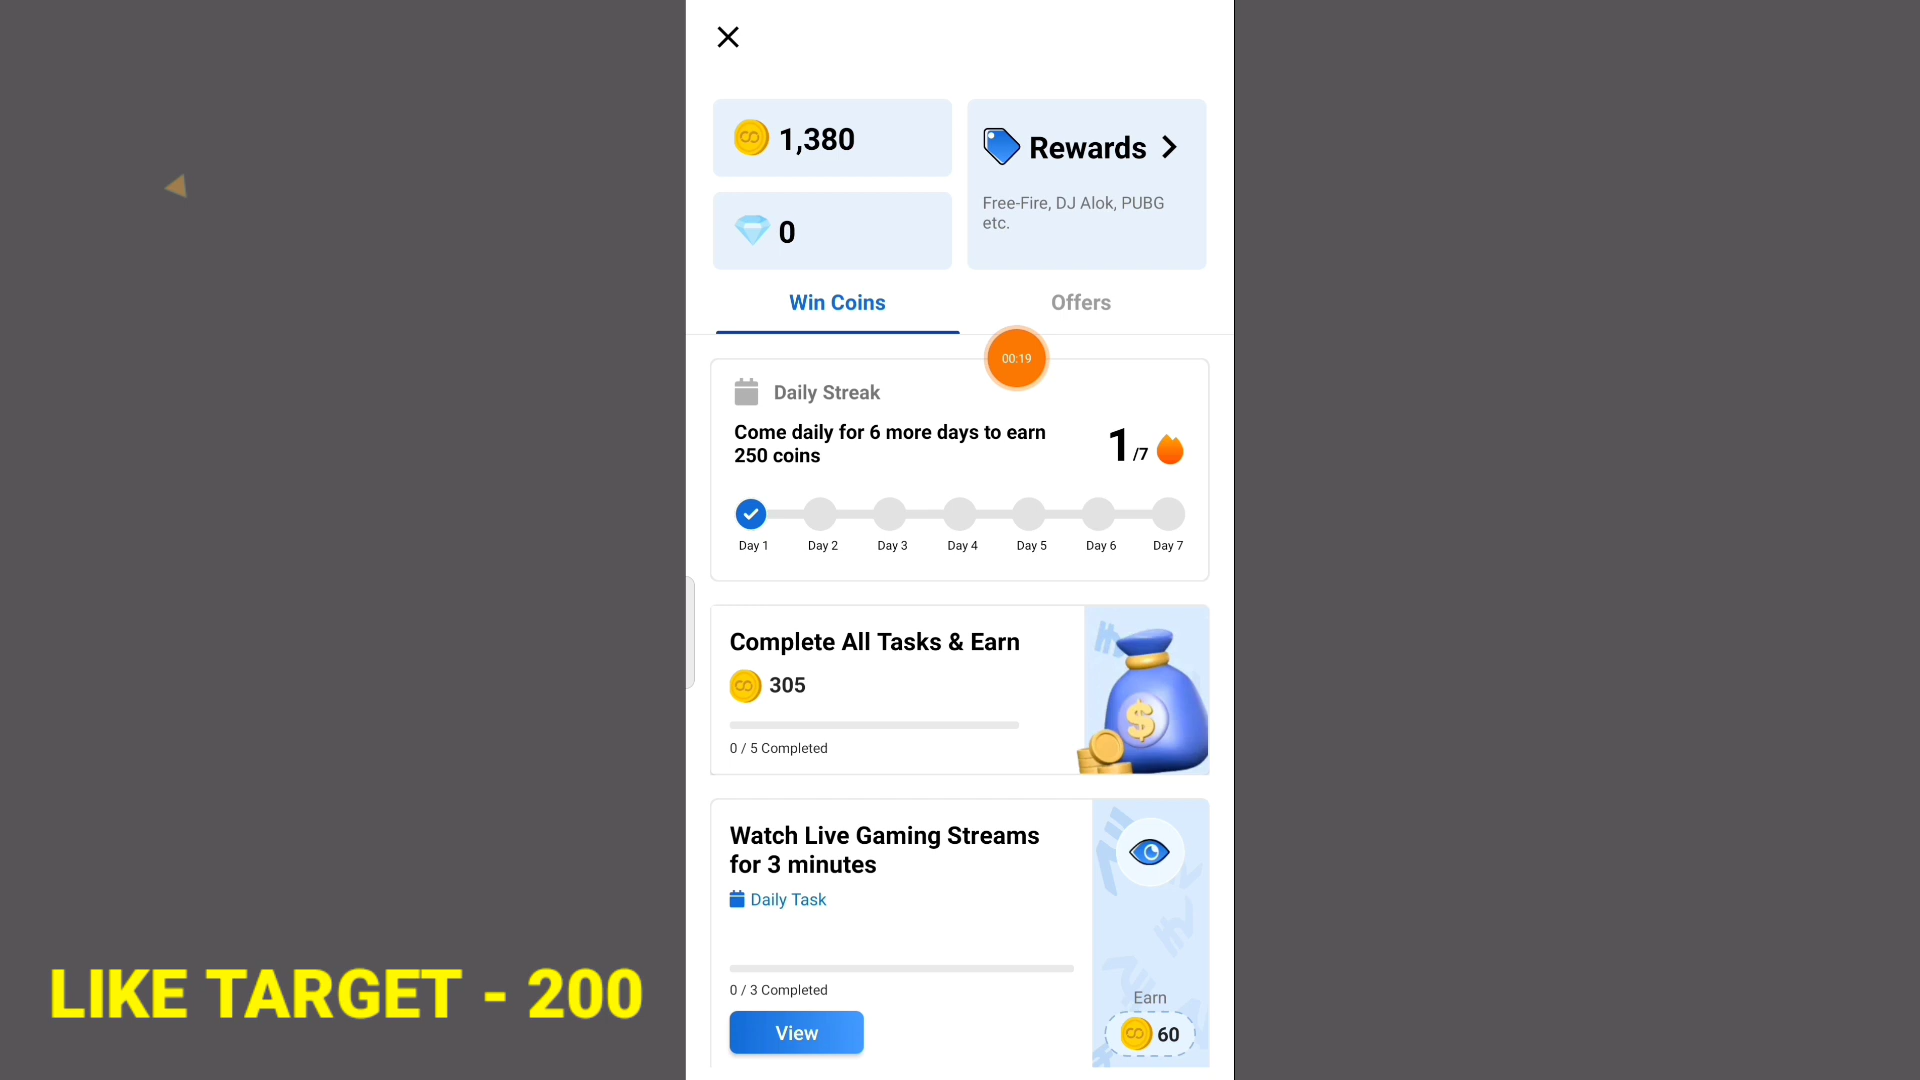 1,380
Rewards
Free-Fire, DJ Alok, PUBG
etc.
0
Win Coins
Offers
00:19
Daily Streak
Come daily for 6 more days to earn
250 coins
1/7
Day 1
Day 2
Day 3
Day 4
Day 5
Day 6
Day 7
Complete All Tasks & Earn
305
0 / 5 Completed
Watch Live Gaming Streams
for 3 minutes
Daily Task
0 / 3 Completed
View
Earn
60
LIKE TARGET - 200